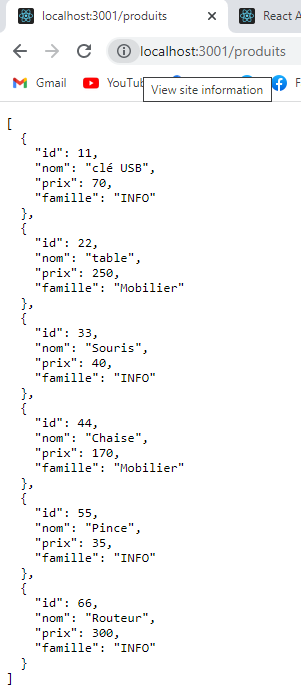 localhost:3001/produits
React A
localhost:3001/produits
Gmail
YouTu
F
View site information
[
{
"id": 11,
"nom": "clé USB",
"prix": 70,
"famille": "INFO"
},
{
"id": 22,
"nom": "table",
"prix": 250,
"famille": "Mobilier"
},
{
"id": 33,
"nom": "Souris",
"prix": 40,
"famille": "INFO"
},
{
"id": 44,
"nom": "Chaise",
"prix": 170,
"famille": "Mobilier"
},
{
"id": 55,
"nom": "Pince",
"prix": 35,
"famille": "INFO"
},
{
"id": 66,
"nom": "Routeur",
"prix": 300,
"famille": "INFO"
}
]